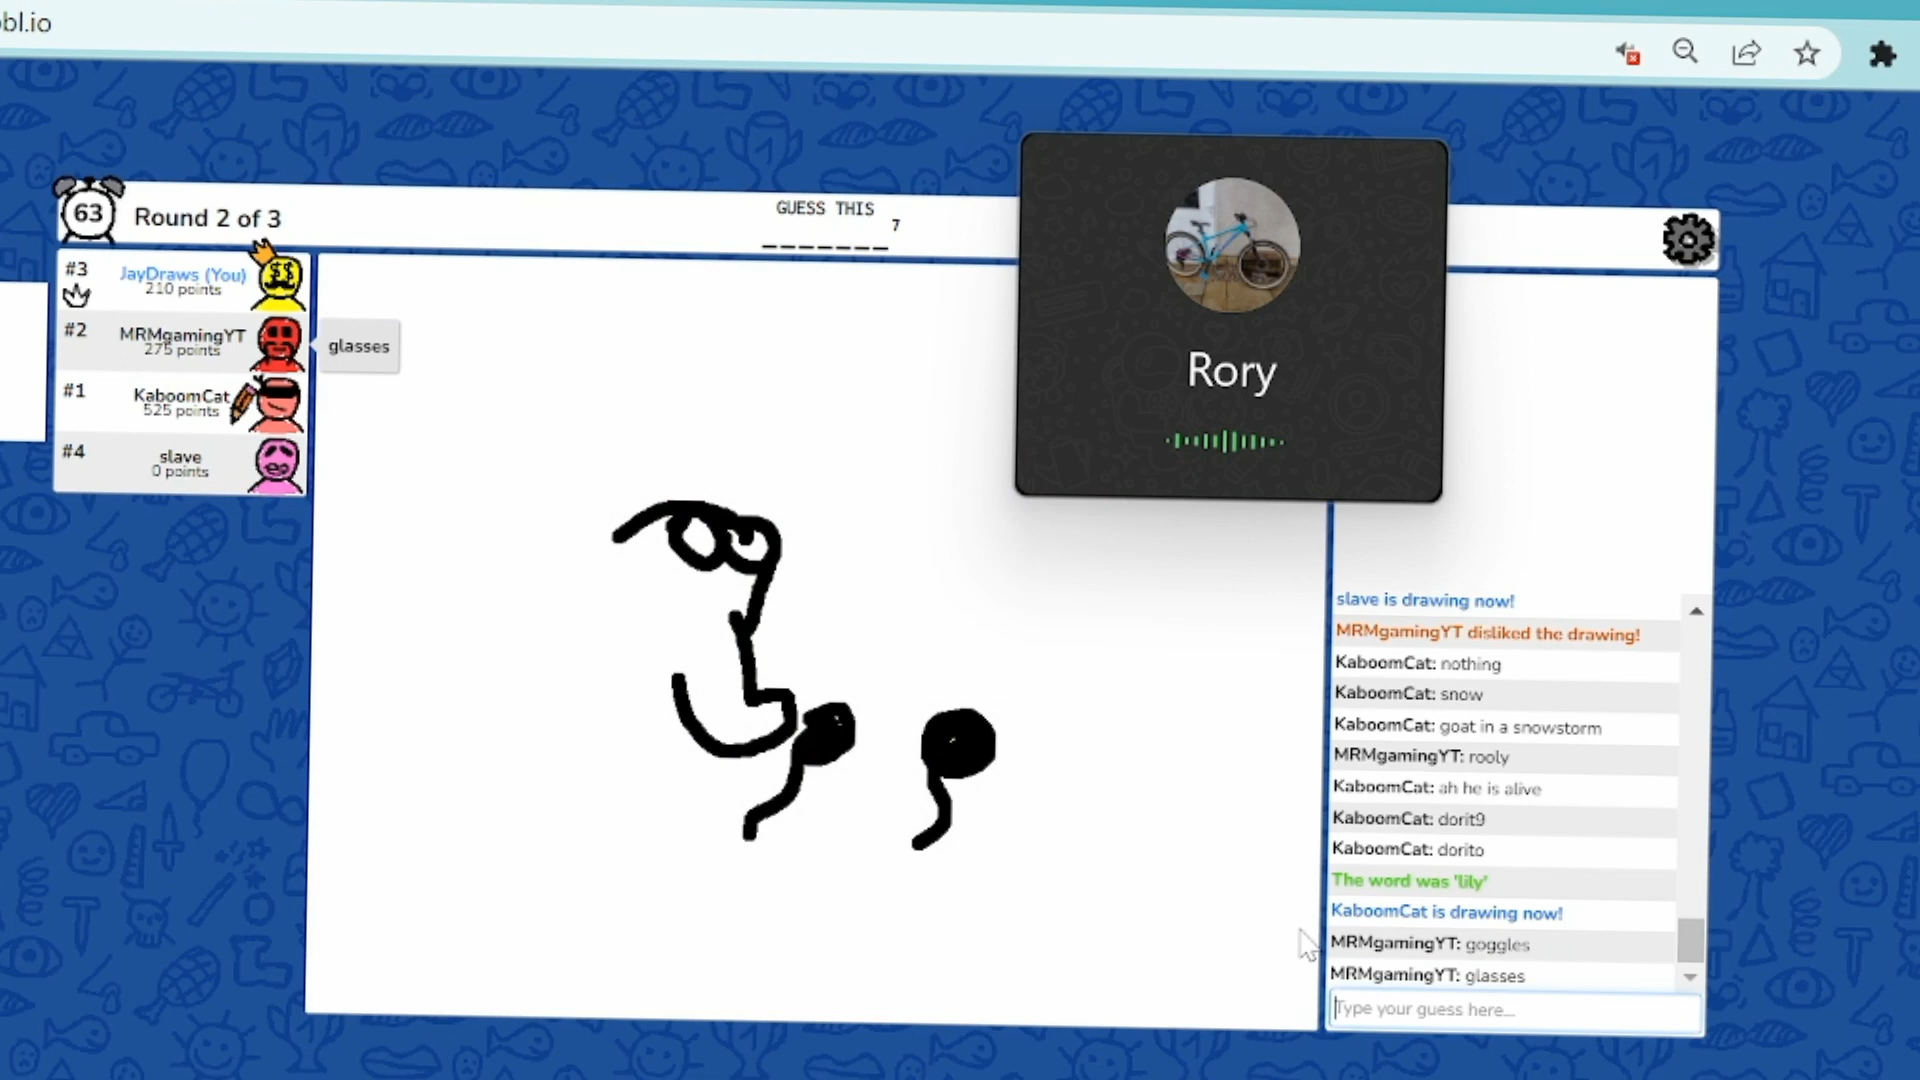 bl.io
63
Round 2 of 3
GUESS THIS
_______ 7
#3
JayDraws (You)
210 points
#2
MRMgamingYT
275 points
glasses
#1
KaboomCat
525 points
#4
slave
0 points
Rory
slave is drawing now!
MRMgamingYT disliked the drawing!
KaboomCat: nothing
KaboomCat: snow
KaboomCat: goat in a snowstorm
MRMgamingYT: rooly
KaboomCat: ah he is alive
KaboomCat: dorit9
KaboomCat: dorito
The word was 'lily'
KaboomCat is drawing now!
MRMgamingYT: goggles
MRMgamingYT: glasses
Type your guess here...